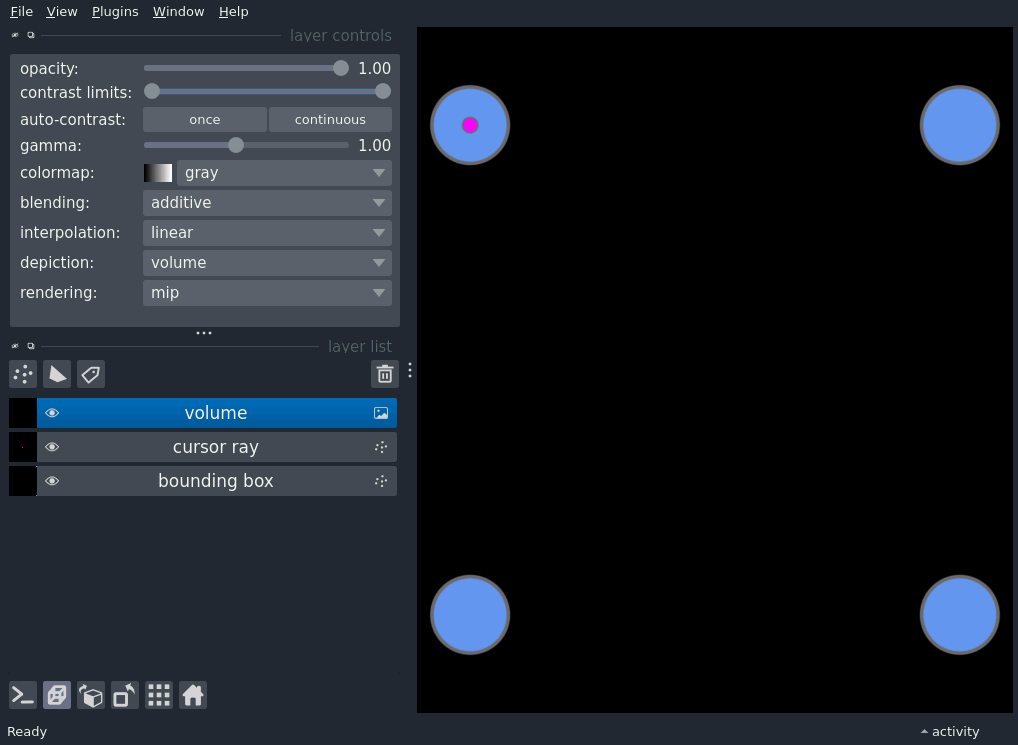 File View Plugins Window Help
layer controls
opacity: 1.00
contrast limits:
auto-contrast: once continuous
gamma: 1.00
colormap: gray
blending: additive
interpolation: linear
depiction: volume
rendering: mip
layer list
volume
cursor ray
bounding box
Ready activity